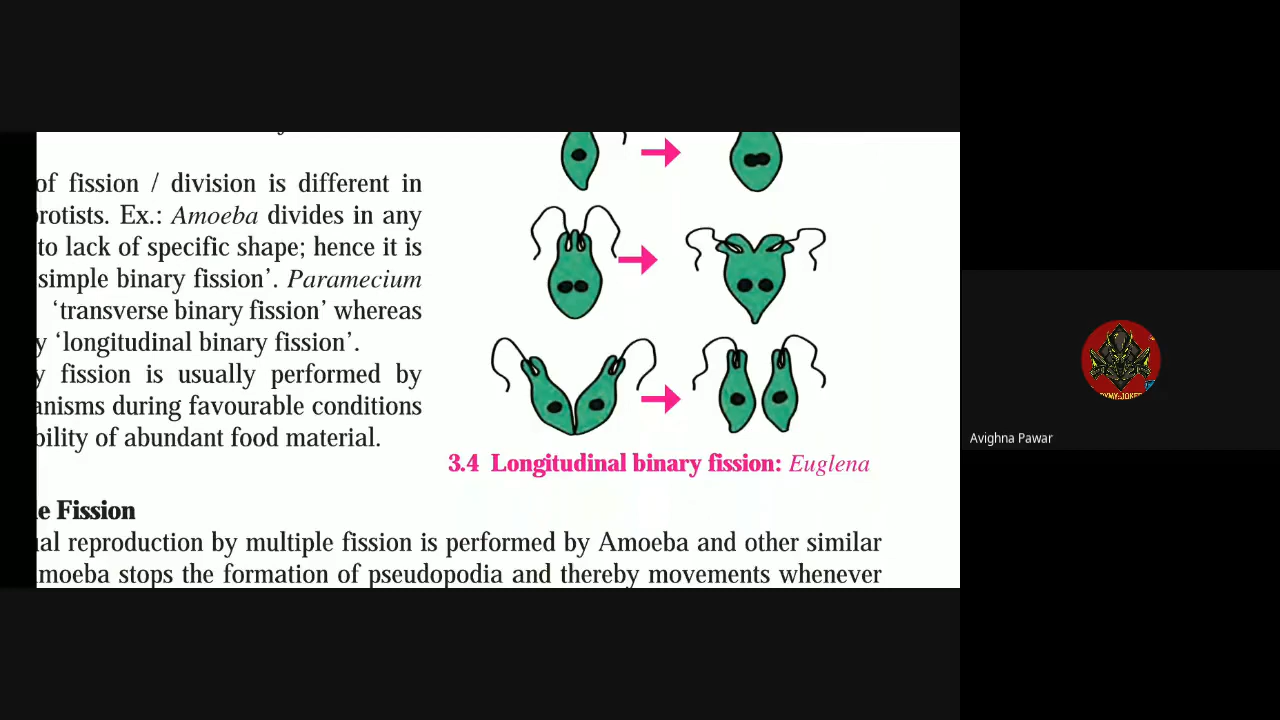 of fission / division is different in
protists. Ex.: Amoeba divides in any
to lack of specific shape; hence it is
simple binary fission’. Paramecium
‘transverse binary fission’ whereas
y ‘longitudinal binary fission’.
y fission is usually performed by
anisms during favourable conditions
bility of abundant food material.
3.4 Longitudinal binary fission: Euglena
le Fission
ual reproduction by multiple fission is performed by Amoeba and other similar
moeba stops the formation of pseudopodia and thereby movements whenever
Avighna Pawar